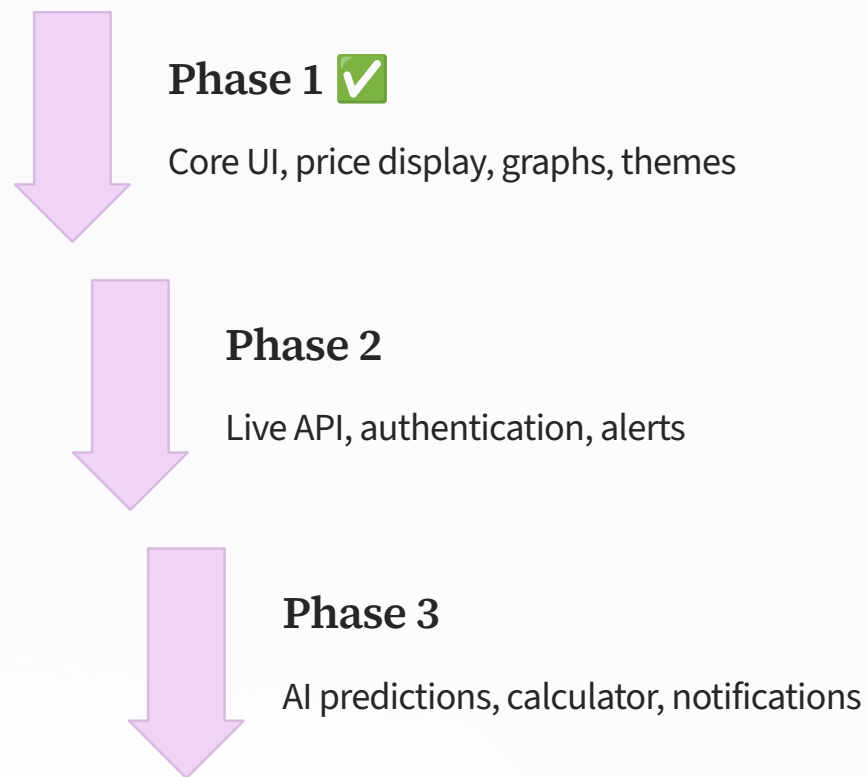 Phase 1 ✅
Core UI, price display, graphs, themes
Phase 2
Live API, authentication, alerts
Phase 3
AI predictions, calculator, notifications